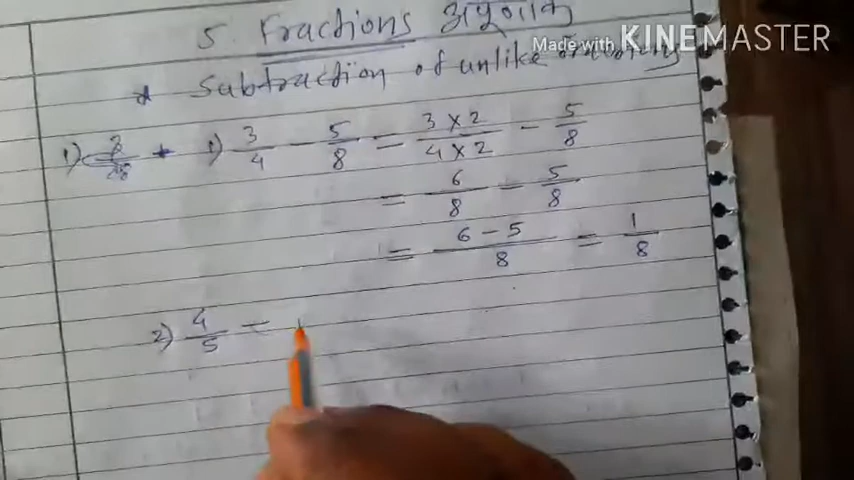 Made with KINEMASTER
5 Fractions अपूर्णांक
* Subtraction of unlike fractions
1) 3/4 - 5/8 = 3 x 2/4 x 2 - 5/8
= 6/8 - 5/8
= 6 - 5/8 = 1/8
2) 4/5 =